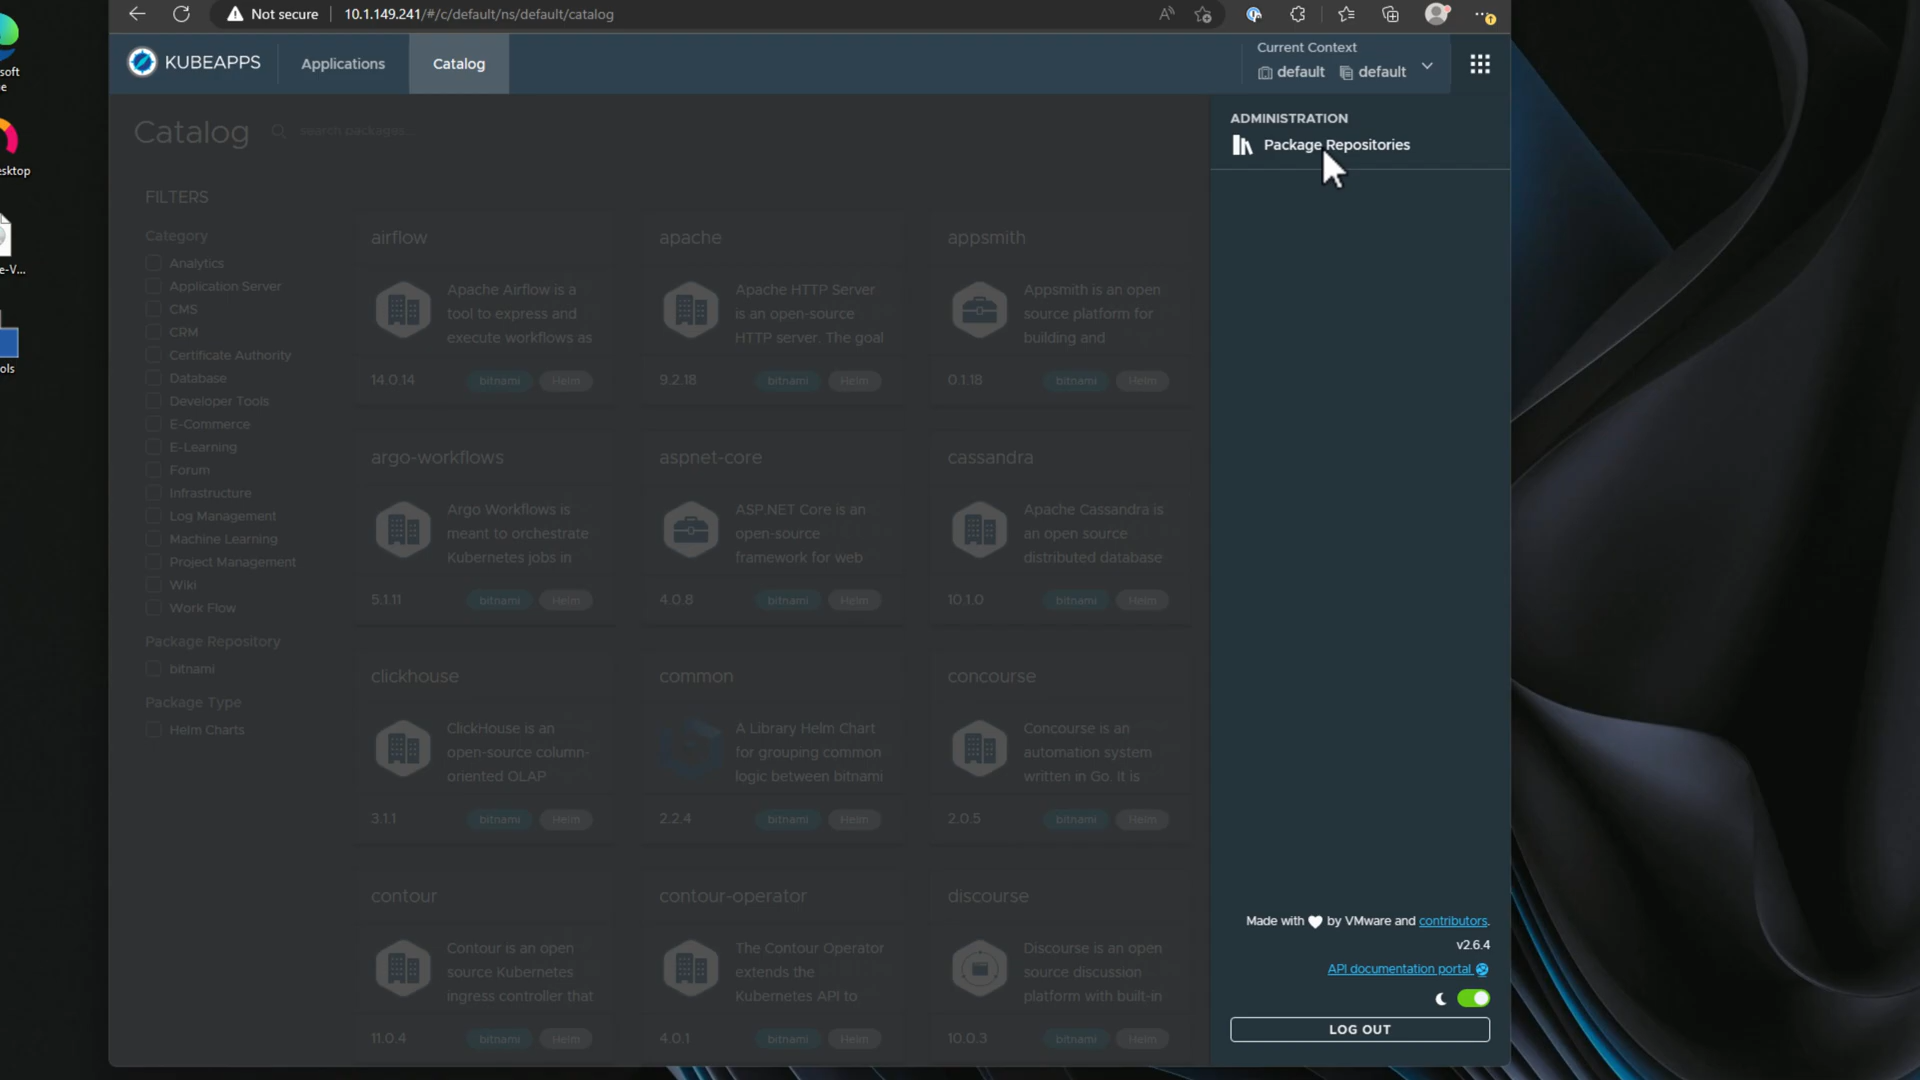 soft
e
esktop
e-V...
ols
Not secure
10.1.149.241/#/c/default/ns/default/catalog
KUBEAPPS
Applications
Catalog
Current Context
default
default
ADMINISTRATION
Package Repositories
Catalog
search packages...
FILTERS
Category
Analytics
Application Server
CMS
CRM
Certificate Authority
Database
Developer Tools
E-Commerce
E-Learning
Forum
Infrastructure
Log Management
Machine Learning
Project Management
Wiki
Work Flow
Package Repository
bitnami
Package Type
Helm Charts
airflow
Apache Airflow is a
tool to express and
execute workflows as
14.0.14
bitnami
Helm
apache
Apache HTTP Server
is an open-source
HTTP server. The goal
9.2.18
bitnami
Helm
appsmith
Appsmith is an open
source platform for
building and
0.1.18
bitnami
Helm
argo-workflows
Argo Workflows is
meant to orchestrate
Kubernetes jobs in
5.1.11
bitnami
Helm
aspnet-core
ASP.NET Core is an
open-source
framework for web
4.0.8
bitnami
Helm
cassandra
Apache Cassandra is
an open source
distributed database
10.1.0
bitnami
Helm
clickhouse
ClickHouse is an
open-source column-
oriented OLAP
3.1.1
bitnami
Helm
common
A Library Helm Chart
for grouping common
logic between bitnami
2.2.4
bitnami
Helm
concourse
Concourse is an
automation system
written in Go. It is
2.0.5
bitnami
Helm
contour
Contour is an open
source Kubernetes
ingress controller that
11.0.4
bitnami
Helm
contour-operator
The Contour Operator
extends the
Kubernetes API to
4.0.1
bitnami
Helm
discourse
Discourse is an open
source discussion
platform with built-in
10.0.3
bitnami
Helm
Made with by VMware and contributors.
v2.6.4
API documentation portal
LOG OUT